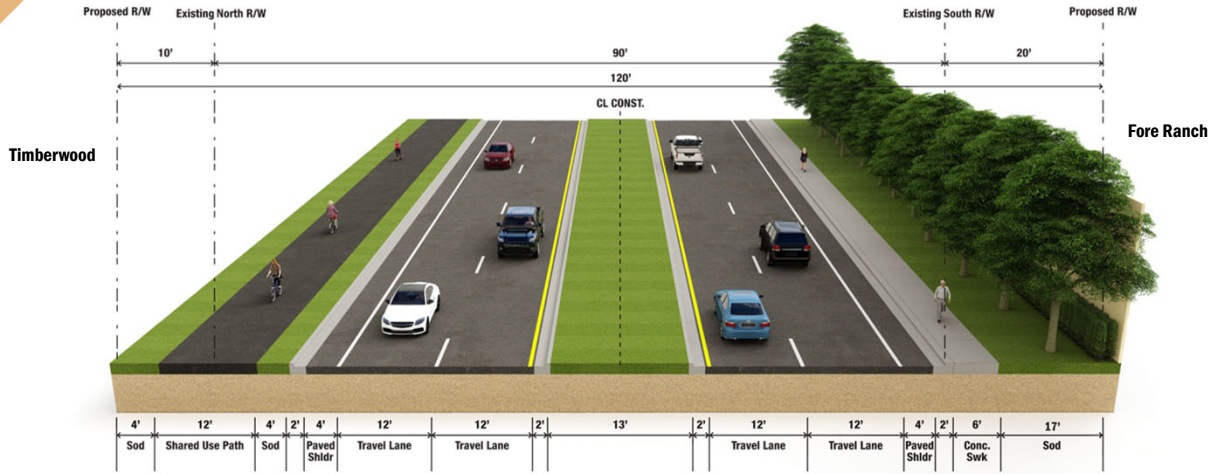 Proposed R/W
Existing North R/W
Existing South R/W
Proposed R/W
10'
90'
20'
120'
CL CONST.
Timberwood
Fore Ranch
4'
12'
4'
2'
4'
12'
12'
2'
13'
2'
12'
12'
4'
2'
6'
17'
Sod
Shared Use Path
Sod
Paved
Shldr
Travel Lane
Travel Lane
Travel Lane
Travel Lane
Paved
Shldr
Conc.
Swk
Sod